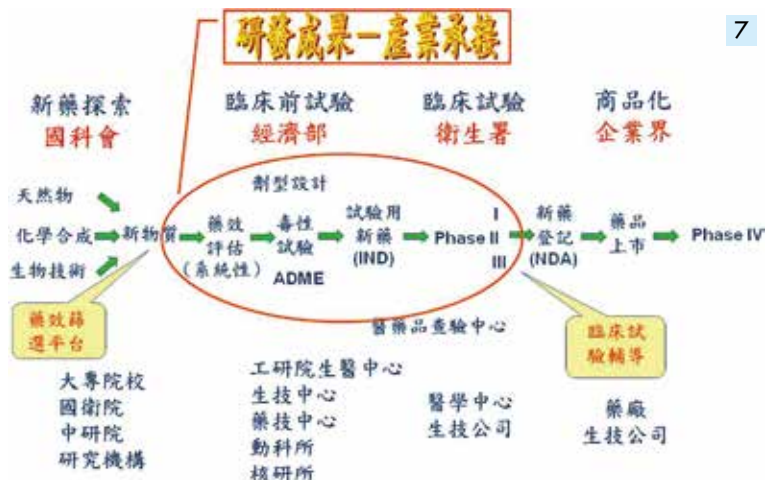 研發成果－產業承接
7
新藥探索
國科會
臨床前試驗
經濟部
臨床試驗
衛生署
商品化
企業界
天然物
化學合成
生物技術
新物質
藥效
評估
(系統性)
劑型設計
毒性
試驗
ADME
試驗用
新藥
(IND)
I
Phase II
III
新藥
登記
(NDA)
藥品
上市
Phase IV
藥效篩
選平台
醫藥品查驗中心
臨床試
驗輔導
大專院校
國衛院
中研院
研究機構
工研院生醫中心
生技中心
藥技中心
動科所
核研所
醫學中心
生技公司
藥廠
生技公司